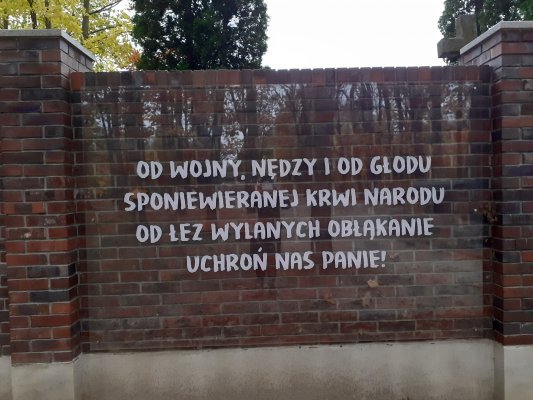 OD WOJNY, NĘDZY I OD GŁODU
SPONIEWIERANEJ KRWI NARODU
OD ŁEZ WYLANYCH OBŁĄKANIE
UCHROŃ NAS PANIE!